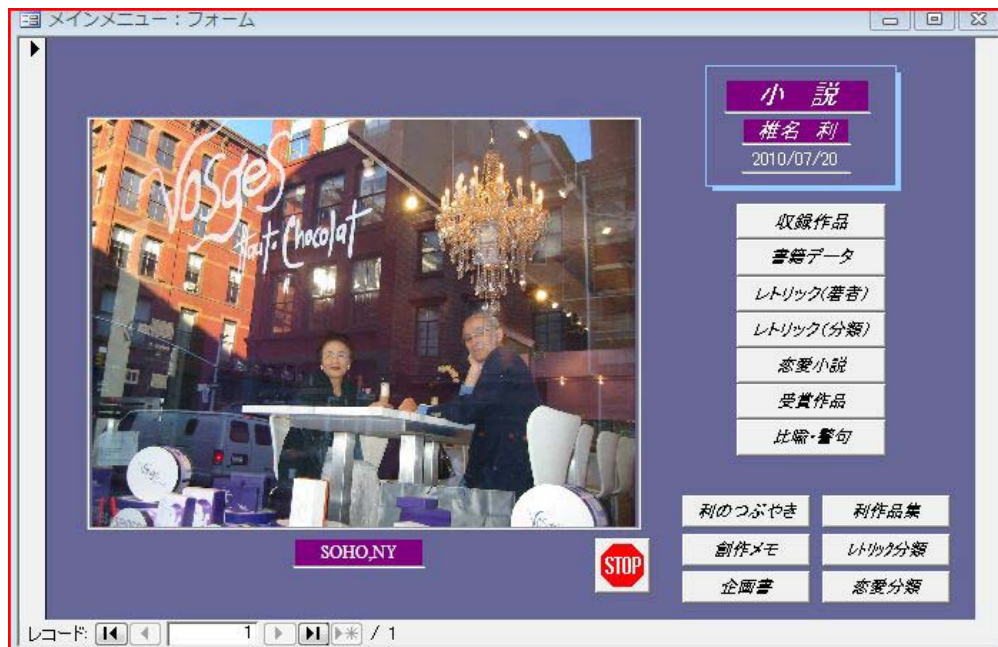 メインメニュー：フォーム
小 説
椎名 利
2010/07/20
Vosges
Haut-Chocolat
収録作品
書籍データ
レトリック(著者)
レトリック(分類)
恋愛小説
受賞作品
比喩・警句
利のつぶやき
利作品集
SOHO,NY
STOP
創作メモ
レトリック分類
企画書
恋愛分類
レコード: 1 / 1